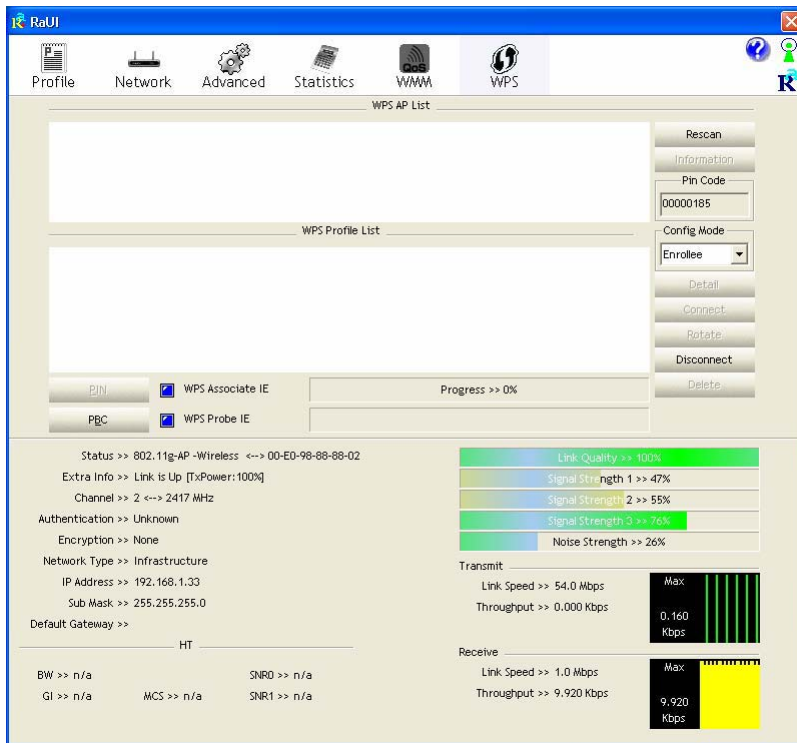 RaUI
Profile Network Advanced Statistics QoS WMM WPS
WPS AP List
Rescan
Information
Pin Code
00000185
WPS Profile List
Config Mode
Enrollee
Detail
Connect
Rotate
Disconnect
Delete
PIN WPS Associate IE Progress >> 0%
PBC WPS Probe IE
Status >> 802.11g-AP -Wireless <--> 00-E0-98-88-88-02
Extra Info >> Link is Up [TxPower:100%]
Channel >> 2 <--> 2417 MHz
Authentication >> Unknown
Encryption >> None
Network Type >> Infrastructure
IP Address >> 192.168.1.33
Sub Mask >> 255.255.255.0
Default Gateway >>
HT
BW >> n/a SNR0 >> n/a
GI >> n/a MCS >> n/a SNR1 >> n/a
Link Quality >> 100%
Signal Strength 1 >> 47%
Signal Strength 2 >> 55%
Signal Strength 3 >> 76%
Noise Strength >> 26%
Transmit
Link Speed >> 54.0 Mbps
Throughput >> 0.000 Kbps
Max
0.160
Kbps
Receive
Link Speed >> 1.0 Mbps
Throughput >> 9.920 Kbps
Max
9.920
Kbps